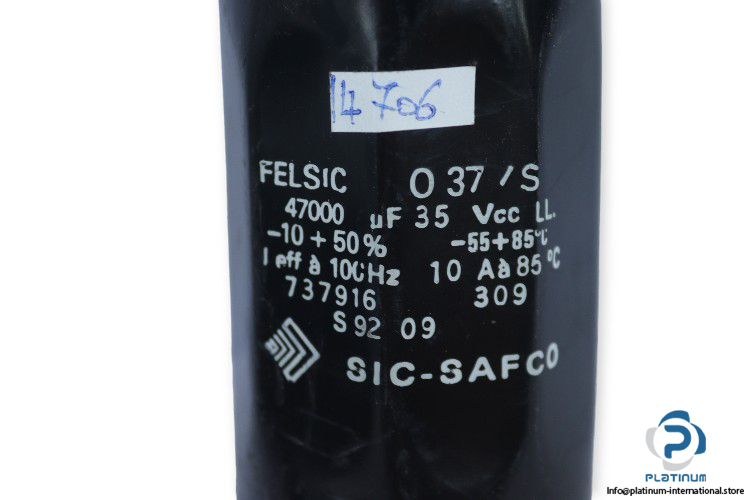 14706
FELSIC O 37 / S
47000 µF 35 Vcc LL.
-10 + 50% -55+85°C
I eff à 100Hz 10 A à 85 °C
737916 309
S 92 09
SIC-SAFCO
PLATINUM
Info@platinum-international.store